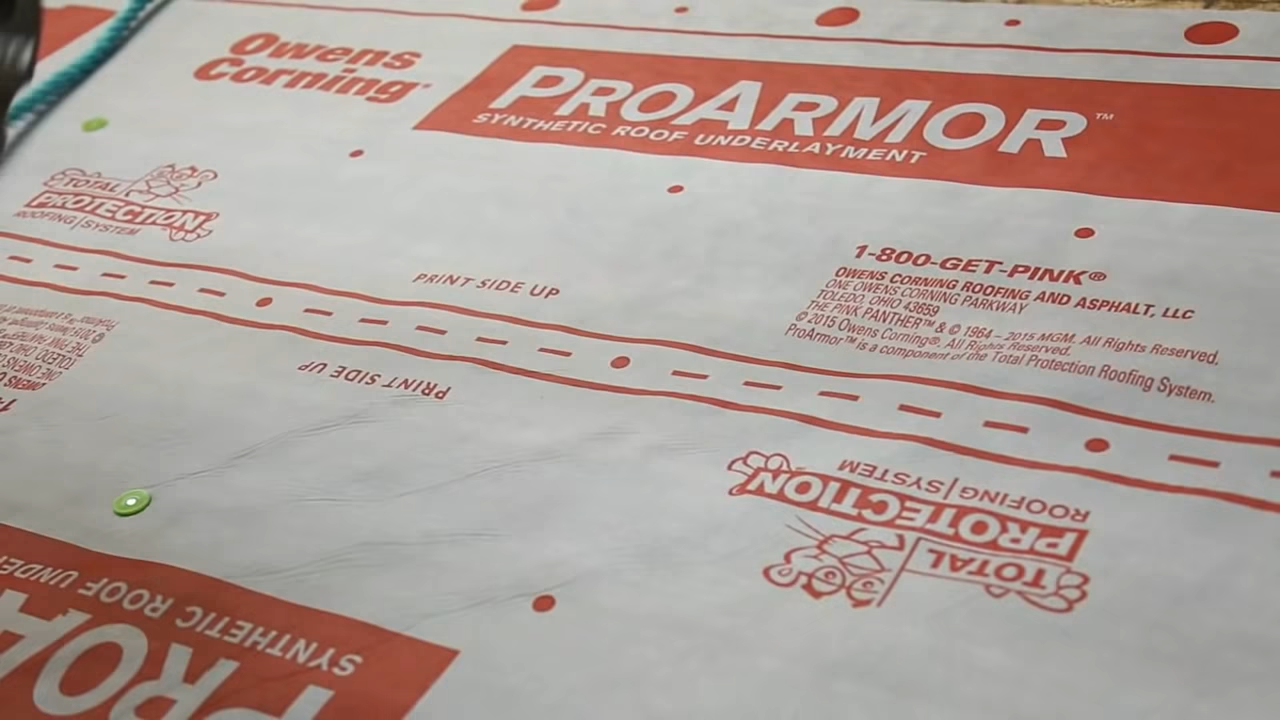 Owens
Corning
PROARMOR™
SYNTHETIC ROOF UNDERLAYMENT
TOTAL
PROTECTION
ROOFING|SYSTEM
PRINT SIDE UP
1-800-GET-PINK®
OWENS CORNING ROOFING AND ASPHALT, LLC
ONE OWENS CORNING PARKWAY
TOLEDO, OHIO 43659
THE PINK PANTHER™ & © 1964 – 2015 MGM. All Rights Reserved.
© 2015 Owens Corning®. All Rights Reserved.
ProArmor™ is a component of the Total Protection Roofing System.
PRINT SIDE UP
TOTAL
PROTECTION
ROOFING|SYSTEM
PROA
SYNTHETIC ROOF UNDE